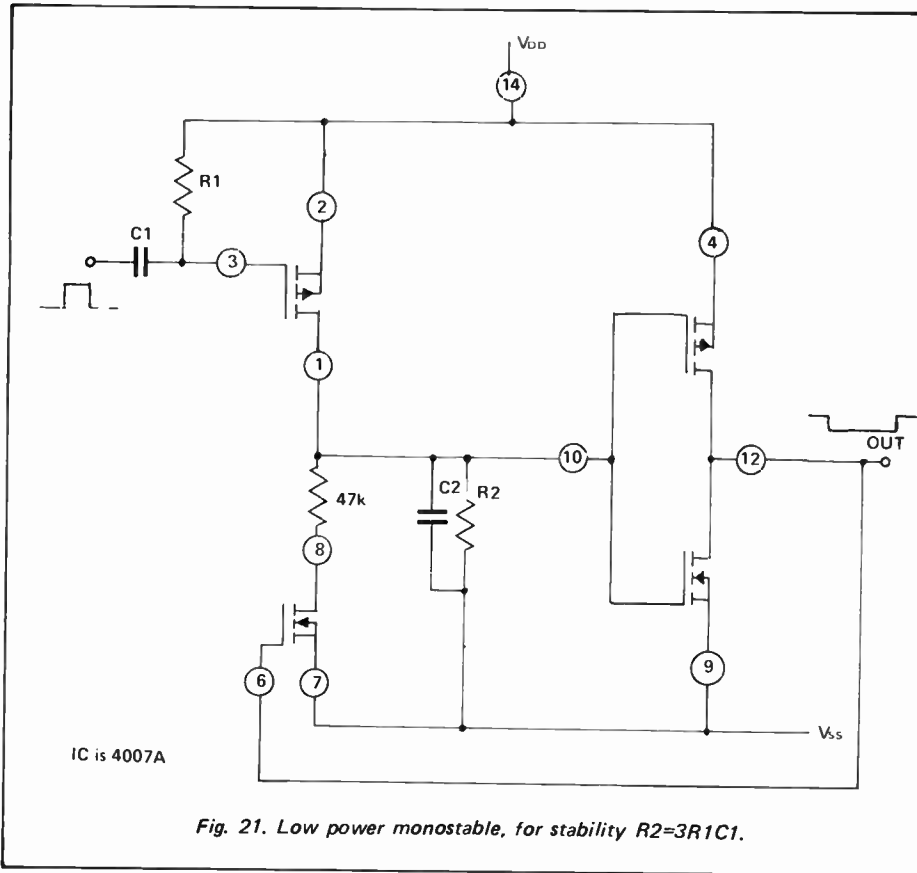 VDD
14
R1
2
C1
3
4
1
OUT
10
12
C2
R2
47k
8
6
7
9
VSS
IC is 4007A
Fig. 21. Low power monostable, for stability R2=3R1C1.